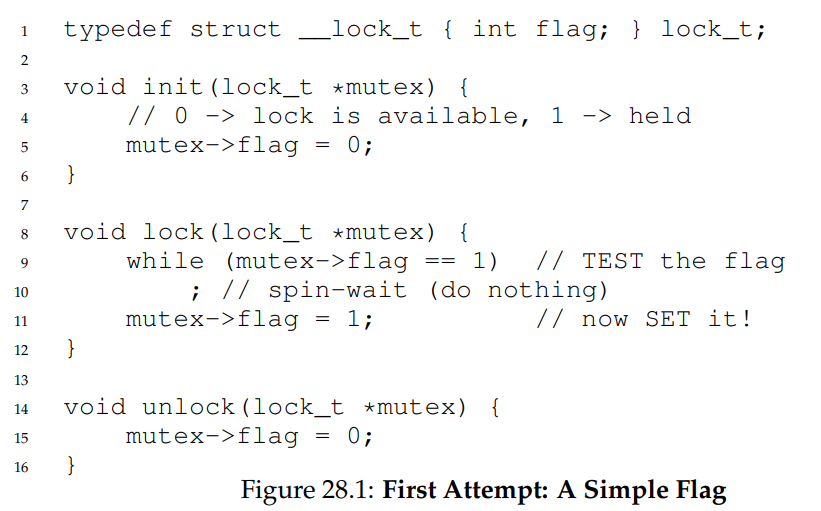 1 typedef struct __lock_t { int flag; } lock_t;
2
3 void init(lock_t *mutex) {
4     // 0 -> lock is available, 1 -> held
5     mutex->flag = 0;
6 }
7
8 void lock(lock_t *mutex) {
9     while (mutex->flag == 1)  // TEST the flag
10         ; // spin-wait (do nothing)
11     mutex->flag = 1;          // now SET it!
12 }
13
14 void unlock(lock_t *mutex) {
15     mutex->flag = 0;
16 }
Figure 28.1: First Attempt: A Simple Flag